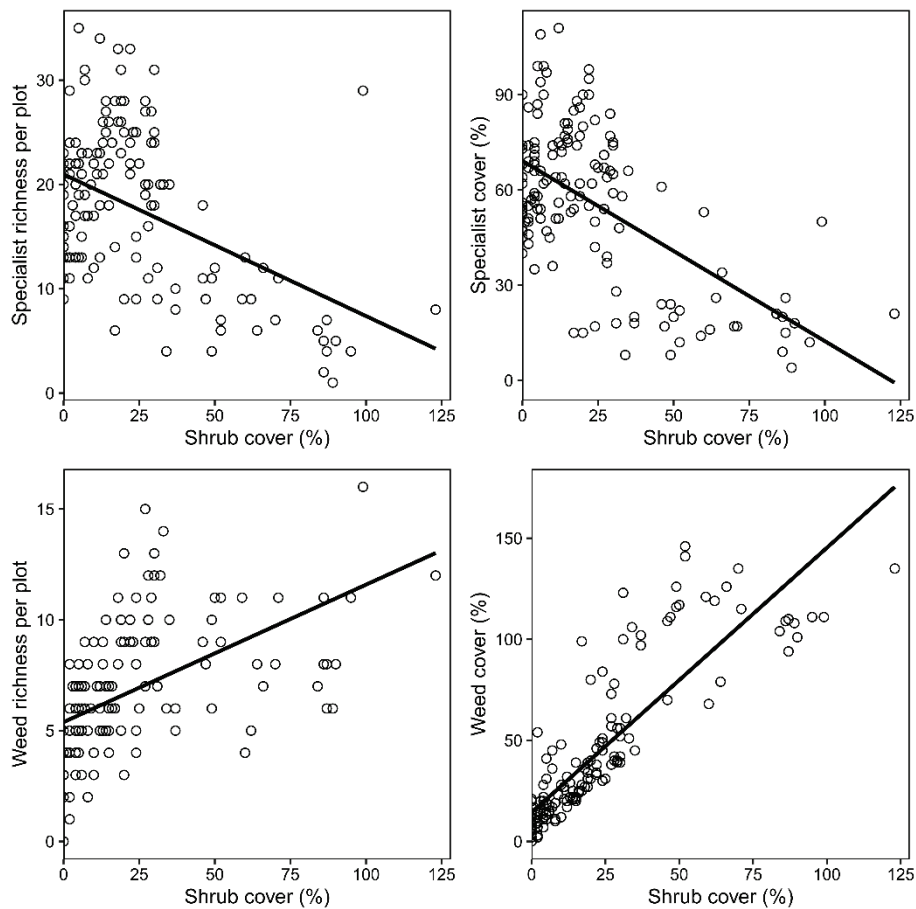 Specialist richness per plot
30
20
10
0
0 25 50 75 100 125
Shrub cover (%)
Specialist cover (%)
90
60
30
0
0 25 50 75 100 125
Shrub cover (%)
Weed richness per plot
15
10
5
0
0 25 50 75 100 125
Shrub cover (%)
Weed cover (%)
150
100
50
0
0 25 50 75 100 125
Shrub cover (%)